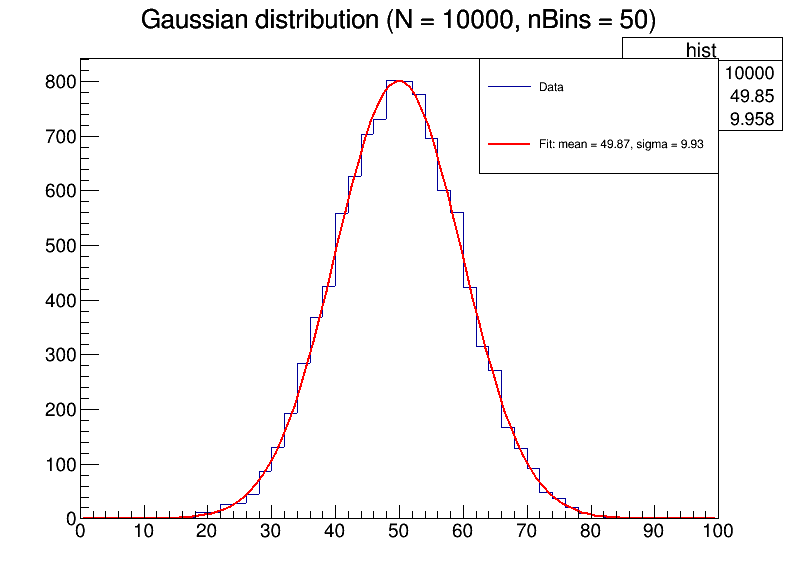 Gaussian distribution (N = 10000, nBins = 50)
hist
10000
49.85
9.958
Data
Fit: mean = 49.87, sigma = 9.93
800
700
600
500
400
300
200
100
0
0 10 20 30 40 50 60 70 80 90 100